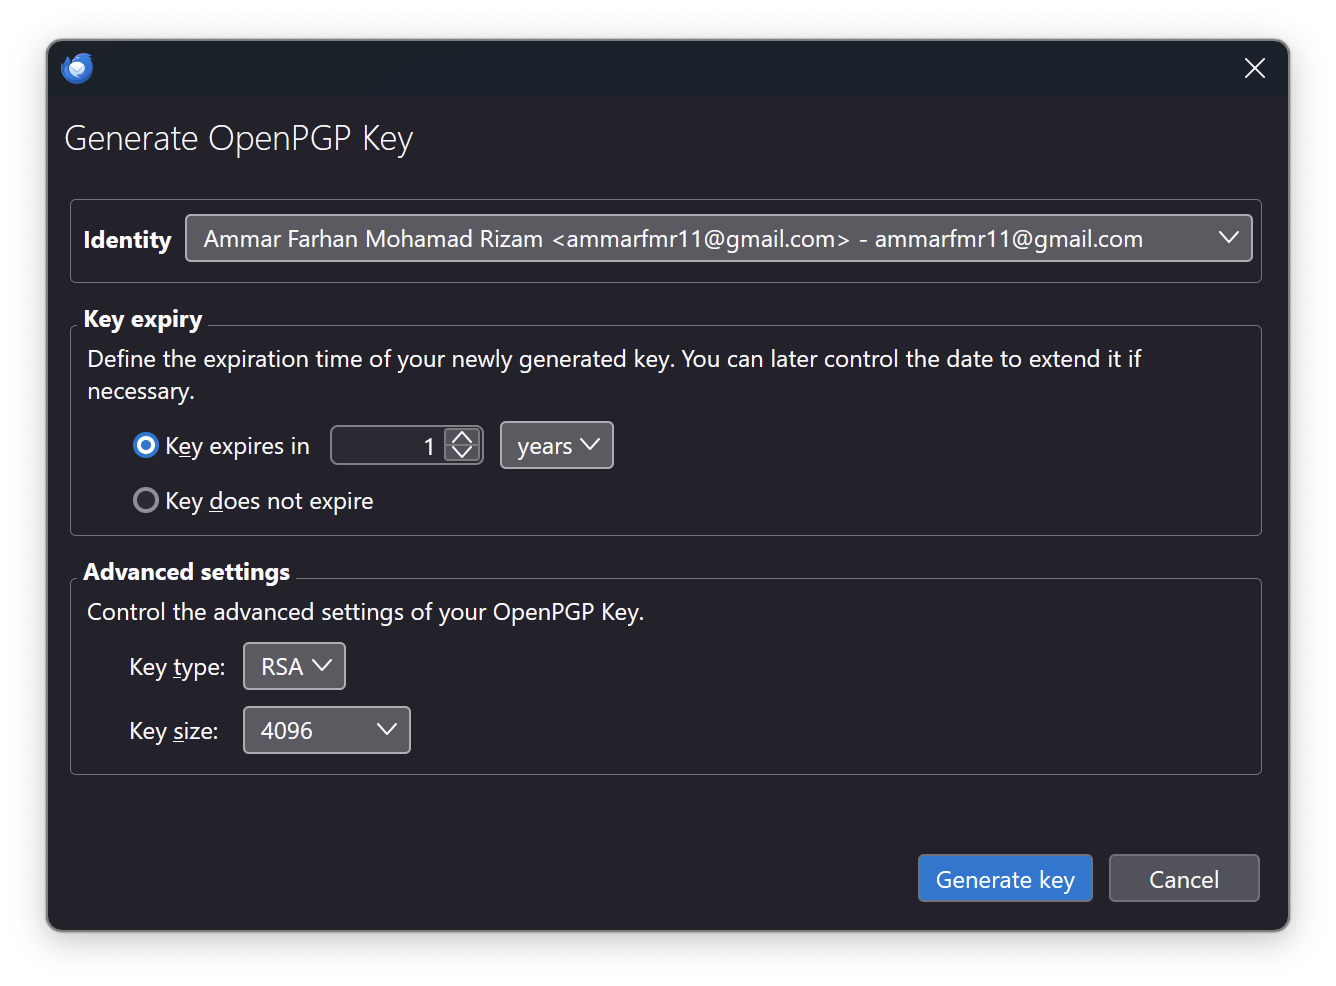 Generate OpenPGP Key
Identity
Ammar Farhan Mohamad Rizam <ammarfmr11@gmail.com> - ammarfmr11@gmail.com
Key expiry
Define the expiration time of your newly generated key. You can later control the date to extend it if
necessary.
Key expires in 1 years
Key does not expire
Advanced settings
Control the advanced settings of your OpenPGP Key.
Key type: RSA
Key size: 4096
Generate key Cancel